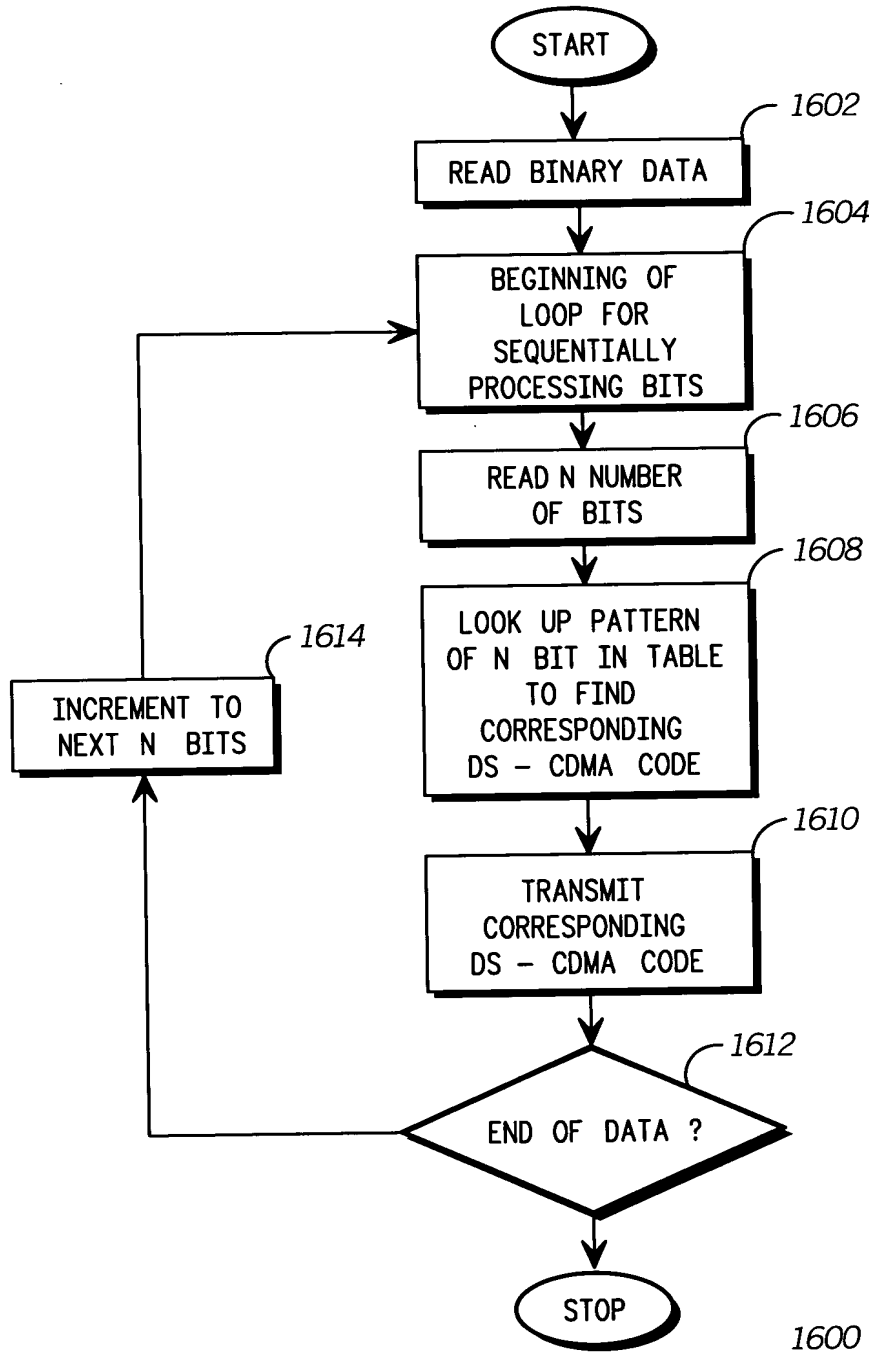 START
1602
READ BINARY DATA
1604
BEGINNING OF
LOOP FOR
SEQUENTIALLY
PROCESSING BITS
1606
READ N NUMBER
OF BITS
1608
LOOK UP PATTERN
OF N BIT IN TABLE
TO FIND
CORRESPONDING
DS - CDMA CODE
1614
INCREMENT TO
NEXT N BITS
1610
TRANSMIT
CORRESPONDING
DS - CDMA CODE
1612
END OF DATA ?
STOP
1600